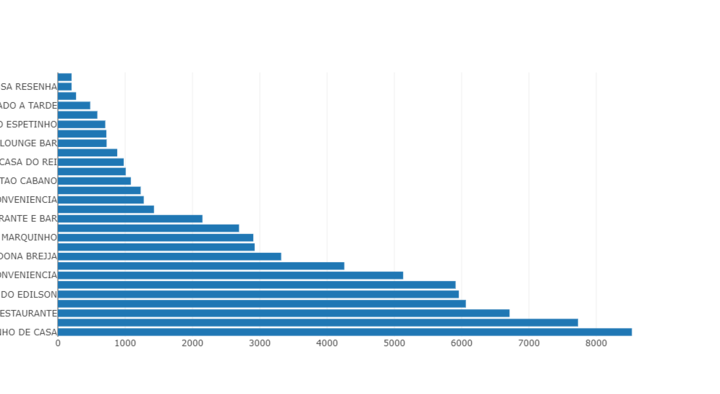 SA RESENHA
ADO A TARDE
O ESPETINHO
LOUNGE BAR
CASA DO REI
TAO CABANO
ONVENIENCIA
RANTE E BAR
MARQUINHO
DONA BREJJA
ONVENIENCIA
DO EDILSON
ESTAURANTE
NHO DE CASA
0 1000 2000 3000 4000 5000 6000 7000 8000